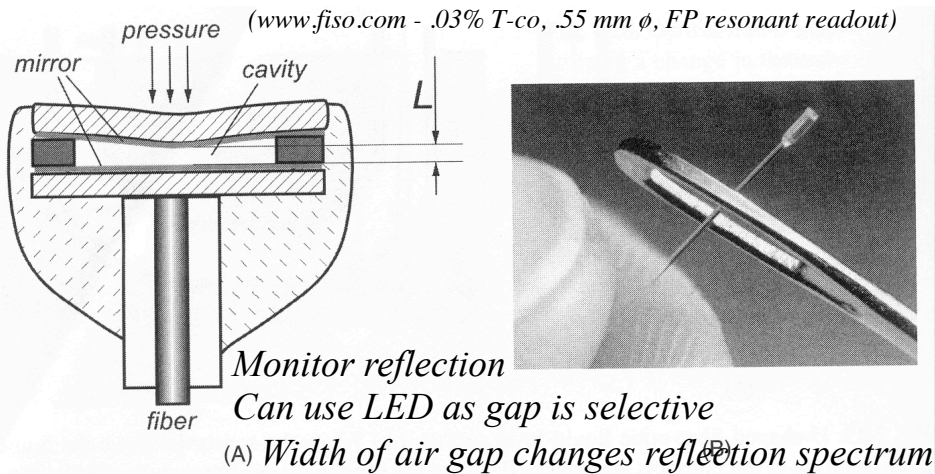 (www.fiso.com - .03% T-co, .55 mm ϕ, FP resonant readout)
pressure
mirror
cavity
L
Monitor reflection
fiber
Can use LED as gap is selective
(A) Width of air gap changes reflection spectrum
(B)